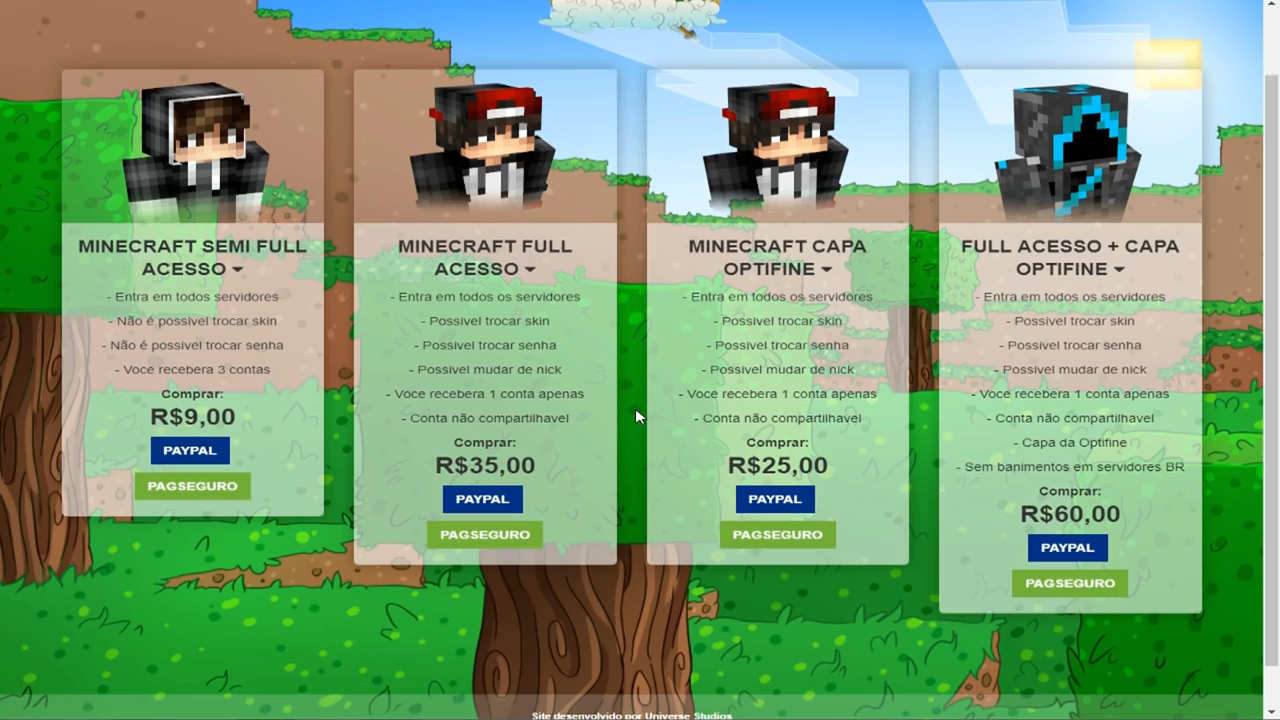 MINECRAFT SEMI FULL
ACESSO
- Entra em todos servidores
- Não é possivel trocar skin
- Não é possivel trocar senha
- Voce recebera 3 contas
Comprar:
R$9,00
PAYPAL
PAGSEGURO
MINECRAFT FULL
ACESSO
- Entra em todos os servidores
- Possivel trocar skin
- Possivel trocar senha
- Possivel mudar de nick
- Voce recebera 1 conta apenas
- Conta não compartilhavel
Comprar:
R$35,00
PAYPAL
PAGSEGURO
MINECRAFT CAPA
OPTIFINE
- Entra em todos os servidores
- Possivel trocar skin
- Possivel trocar senha
- Possivel mudar de nick
- Voce recebera 1 conta apenas
- Conta não compartilhavel
Comprar:
R$25,00
PAYPAL
PAGSEGURO
FULL ACESSO + CAPA
OPTIFINE
- Entra em todos os servidores
- Possivel trocar skin
- Possivel trocar senha
- Possivel mudar de nick
- Voce recebera 1 conta apenas
- Conta não compartilhavel
- Capa da Optifine
- Sem banimentos em servidores BR
Comprar:
R$60,00
PAYPAL
PAGSEGURO
Site desenvolvido por Universe Studios